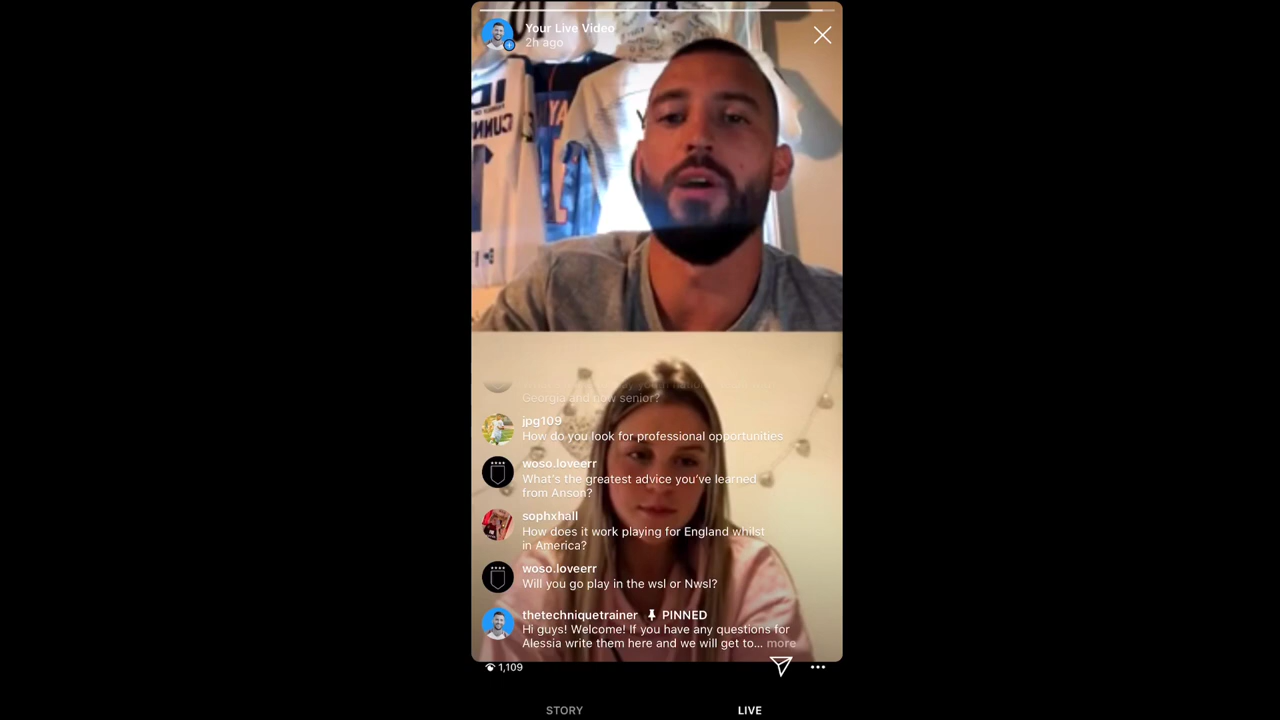 Your Live Video
2h ago
Georgia and now senior?
jpg109
How do you look for professional opportunities
woso.loveerr
What's the greatest advice you've learned
from Anson?
sophxhall
How does it work playing for England whilst
in America?
woso.loveerr
Will you go play in the wsl or Nwsl?
thetechniquetrainer PINNED
Hi guys! Welcome! If you have any questions for
Alessia write them here and we will get to... more
1,109
STORY
LIVE